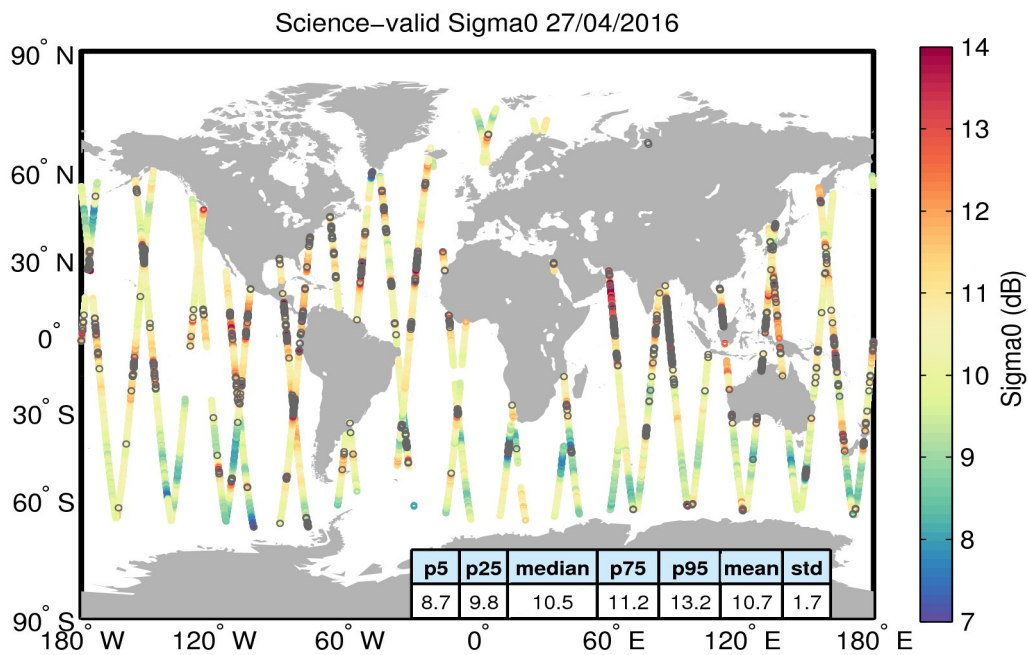 Science−valid Sigma0 27/04/2016
90° N
60° N
30° N
0°
30° S
60° S
90° S
180° W
120° W
60° W
0°
60° E
120° E
180° E
p5 p25 median p75 p95 mean std
8.7 9.8 10.5 11.2 13.2 10.7 1.7
14
13
12
11
10
9
8
7
Sigma0 (dB)